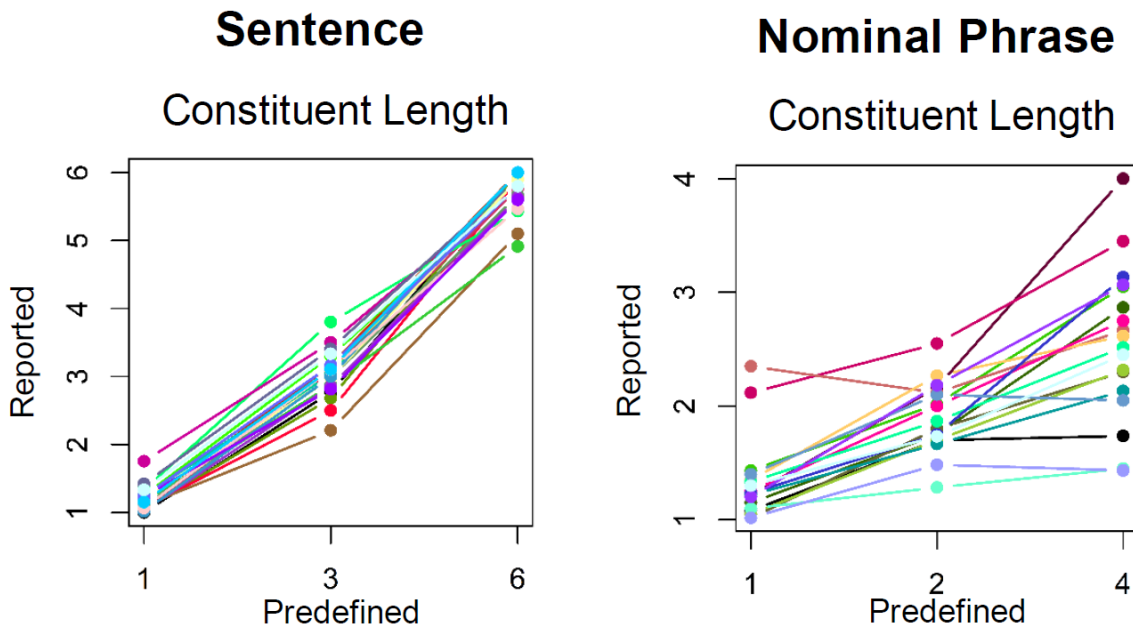 Sentence
Constituent Length
Reported
6
5
4
3
2
1
1 3 6
Predefined
Nominal Phrase
Constituent Length
Reported
4
3
2
1
1 2 4
Predefined